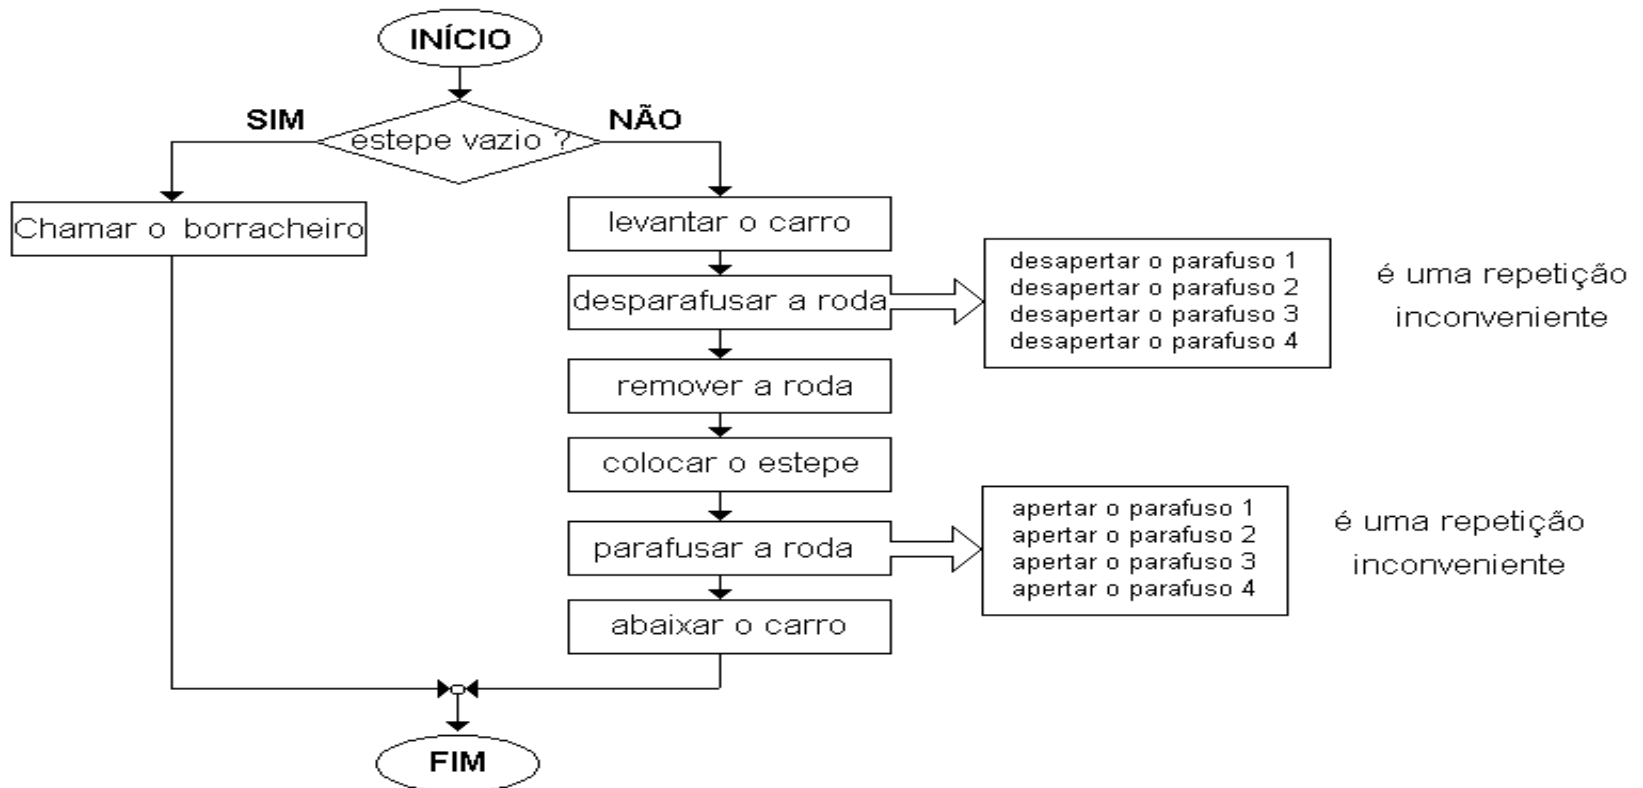 INÍCIO
SIM
NÃO
estepe vazio ?
Chamar o borracheiro
levantar o carro
desparafusar a roda
desapertar o parafuso 1
desapertar o parafuso 2
desapertar o parafuso 3
desapertar o parafuso 4
é uma repetição
inconveniente
remover a roda
colocar o estepe
parafusar a roda
apertar o parafuso 1
apertar o parafuso 2
apertar o parafuso 3
apertar o parafuso 4
é uma repetição
inconveniente
abaixar o carro
FIM